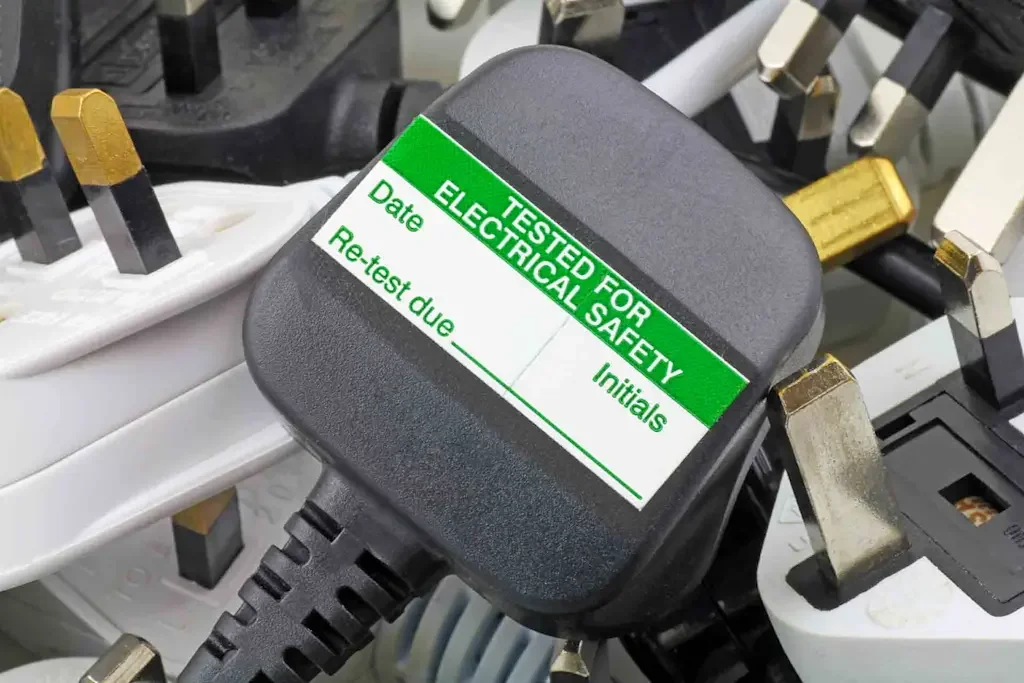 TESTED FOR
ELECTRICAL SAFETY
Date
Initials
Re-test due